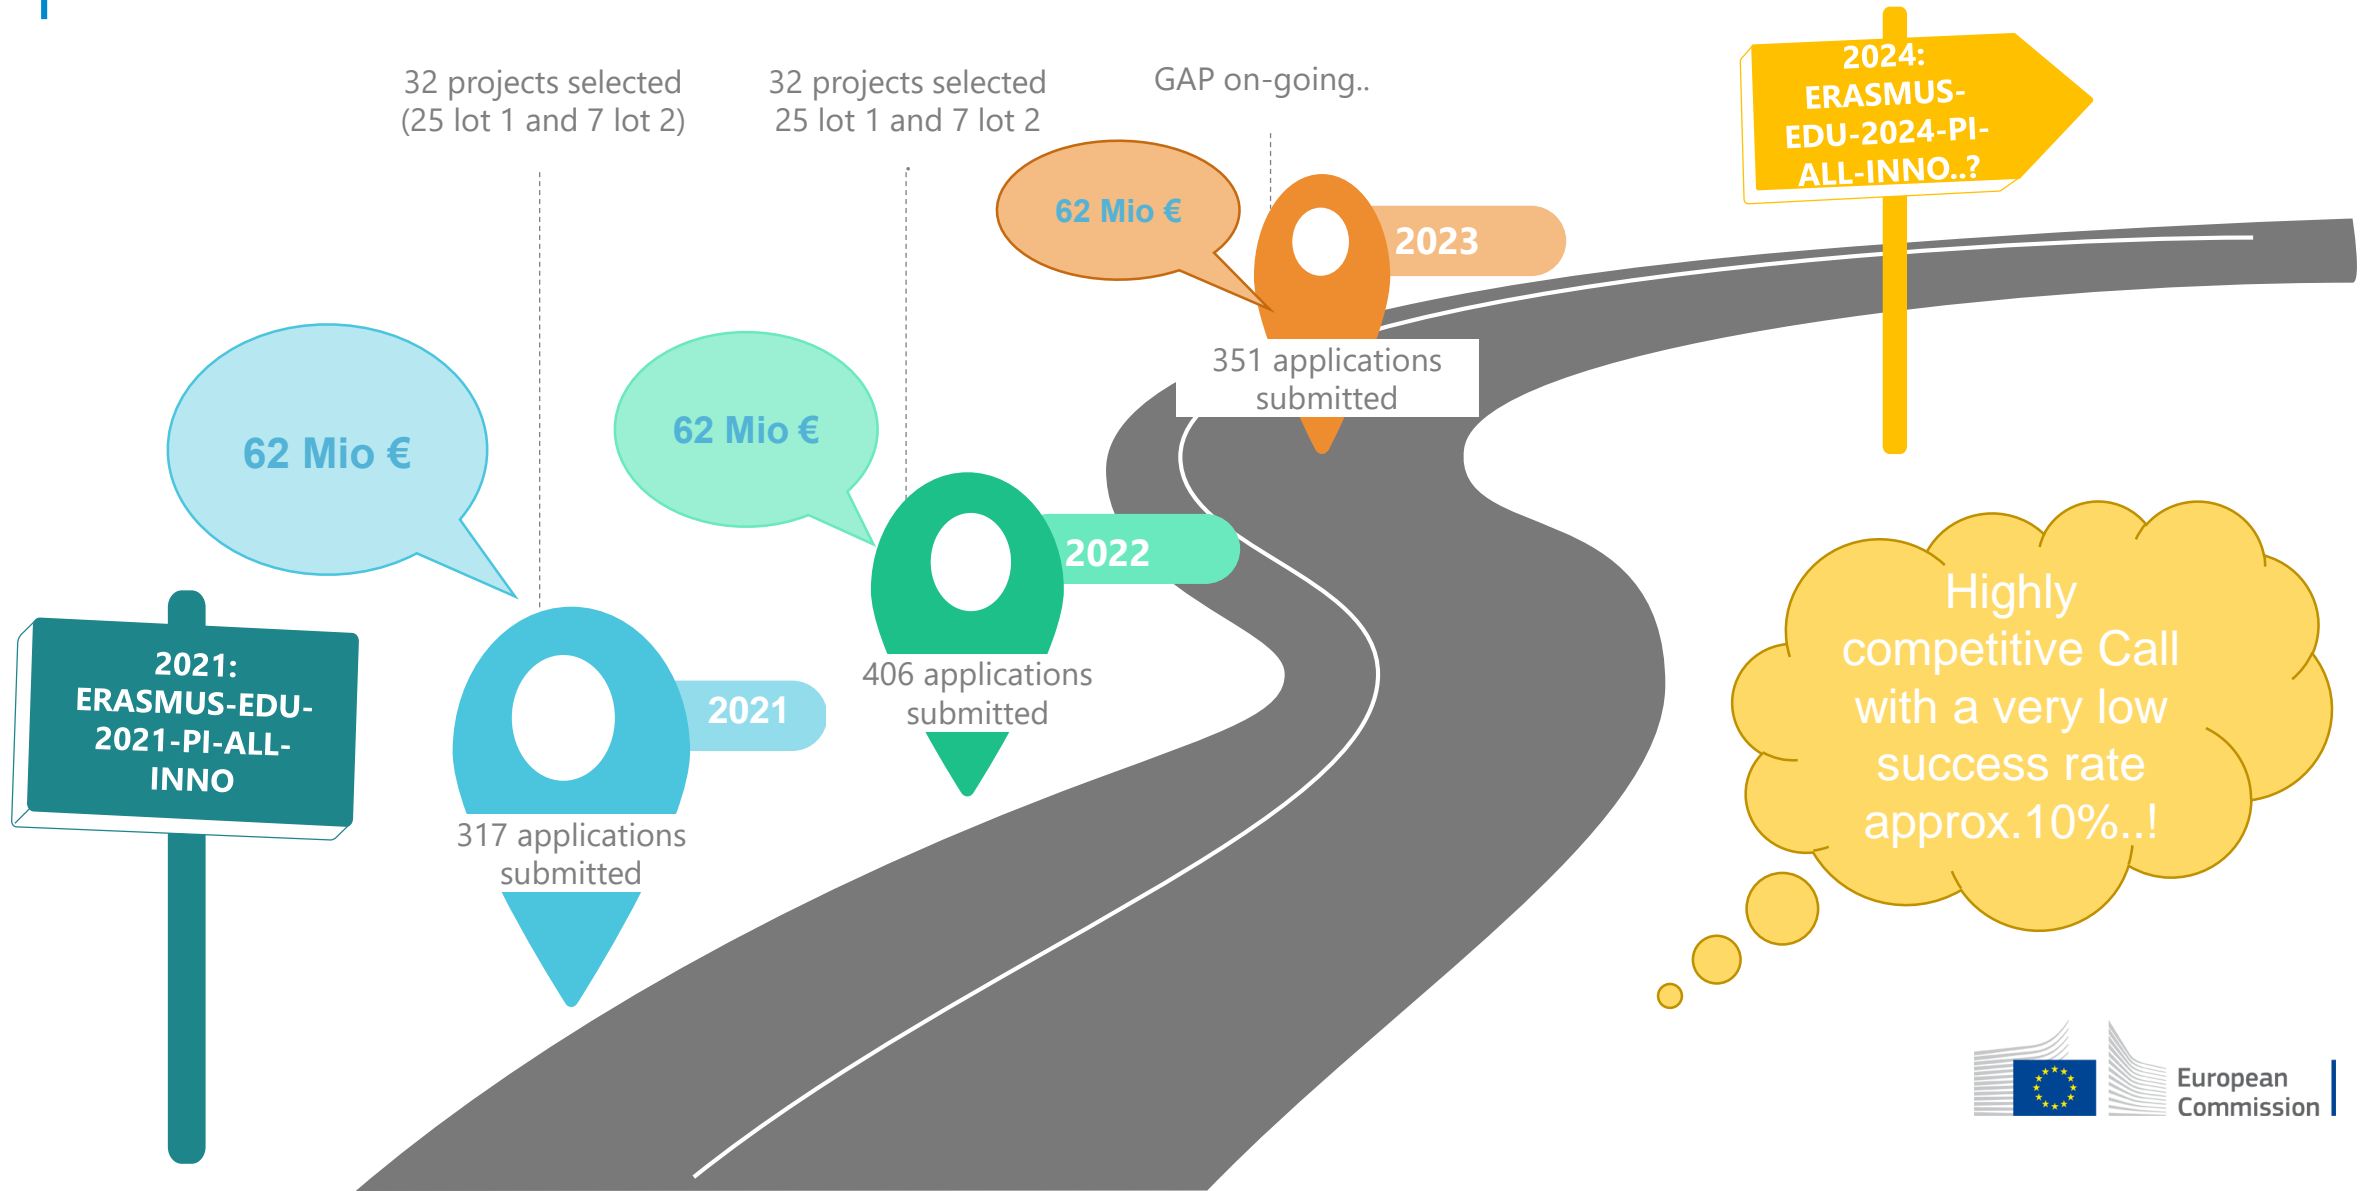 32 projects selected
(25 lot 1 and 7 lot 2)
32 projects selected
25 lot 1 and 7 lot 2
.
GAP on-going..
2024:
ERASMUS-
EDU-2024-PI-
ALL-INNO..?
62 Mio €
2023
351 applications
submitted
62 Mio €
2022
406 applications
submitted
62 Mio €
2021
317 applications
submitted
2021:
ERASMUS-EDU-
2021-PI-ALL-
INNO
Highly
competitive Call
with a very low
success rate
approx.10%..!
European
Commission